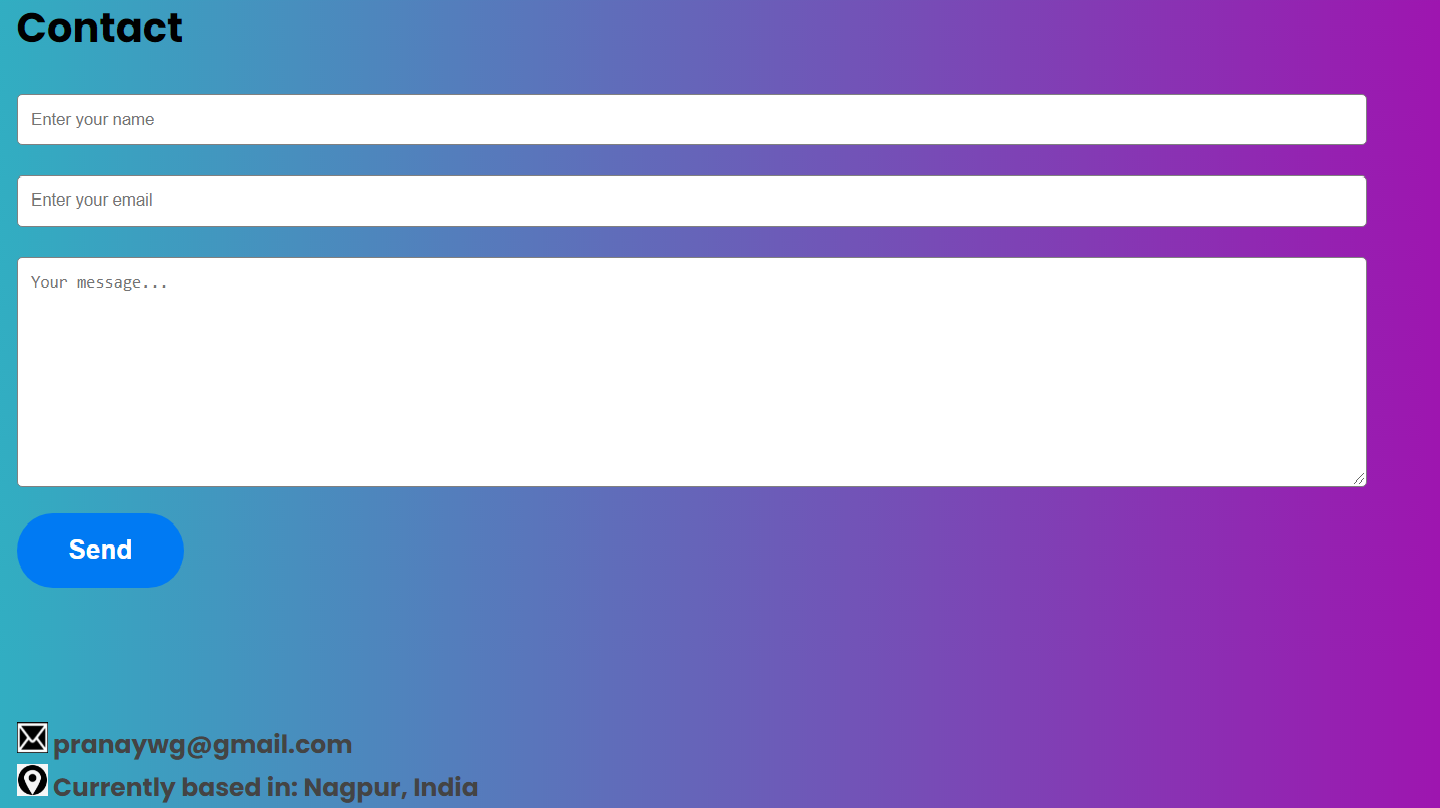 Contact
Enter your name
Enter your email
Your message...
Send
pranaywg@gmail.com
Currently based in: Nagpur, India